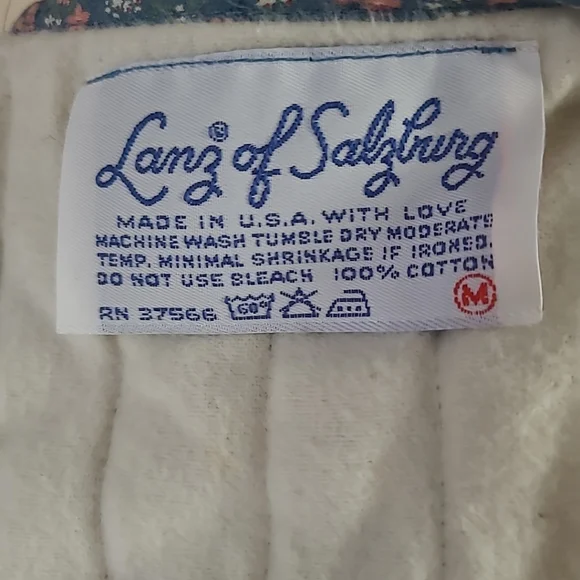 Lanz® of Salzburg
MADE IN U.S.A. WITH LOVE
MACHINE WASH TUMBLE DRY MODERATE
TEMP. MINIMAL SHRINKAGE IF IRONED.
DO NOT USE BLEACH 100% COTTON
RN 37566 60° M